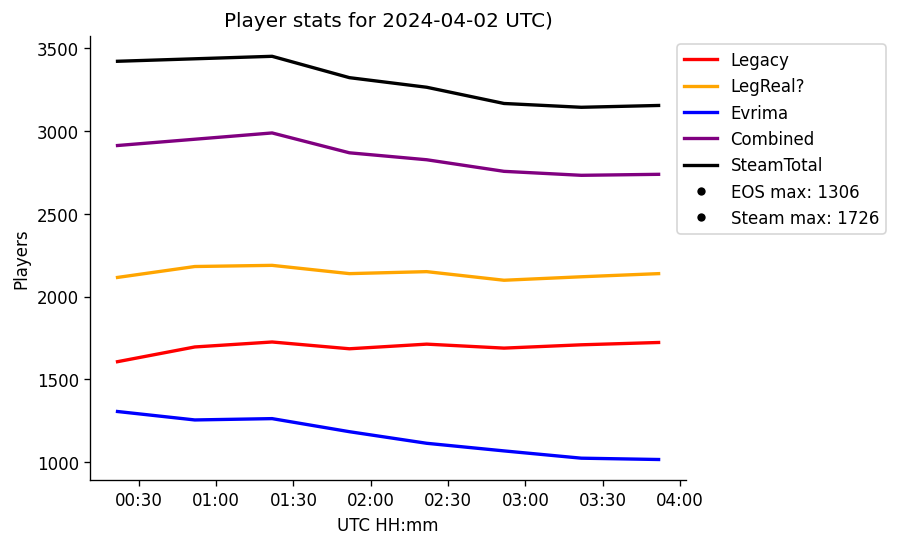 Player stats for 2024-04-02 UTC)
3500
3000
2500
2000
1500
1000
Players
00:30 01:00 01:30 02:00 02:30 03:00 03:30 04:00
UTC HH:mm
Legacy
LegReal?
Evrima
Combined
SteamTotal
EOS max: 1306
Steam max: 1726